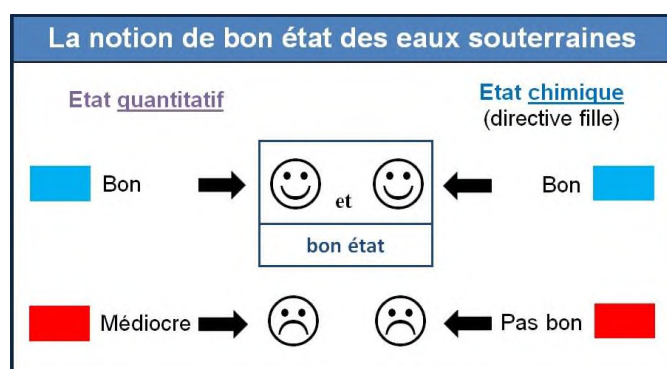 La notion de bon état des eaux souterraines
Etat quantitatif
Etat chimique
(directive fille)
Bon
et
Bon
bon état
Médiocre
Pas bon